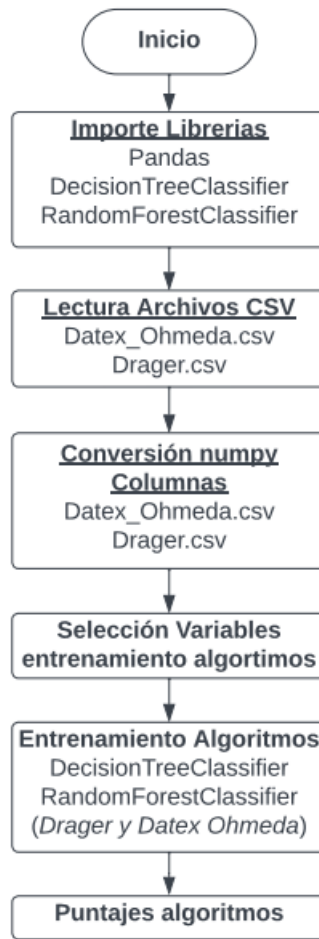 Inicio
Importe Librerias
Pandas
DecisionTreeClassifier
RandomForestClassifier
Lectura Archivos CSV
Datex_Ohmeda.csv
Drager.csv
Conversión numpy
Columnas
Datex_Ohmeda.csv
Drager.csv
Selección Variables
entrenamiento algortimos
Entrenamiento Algoritmos
DecisionTreeClassifier
RandomForestClassifier
(Drager y Datex Ohmeda)
Puntajes algoritmos